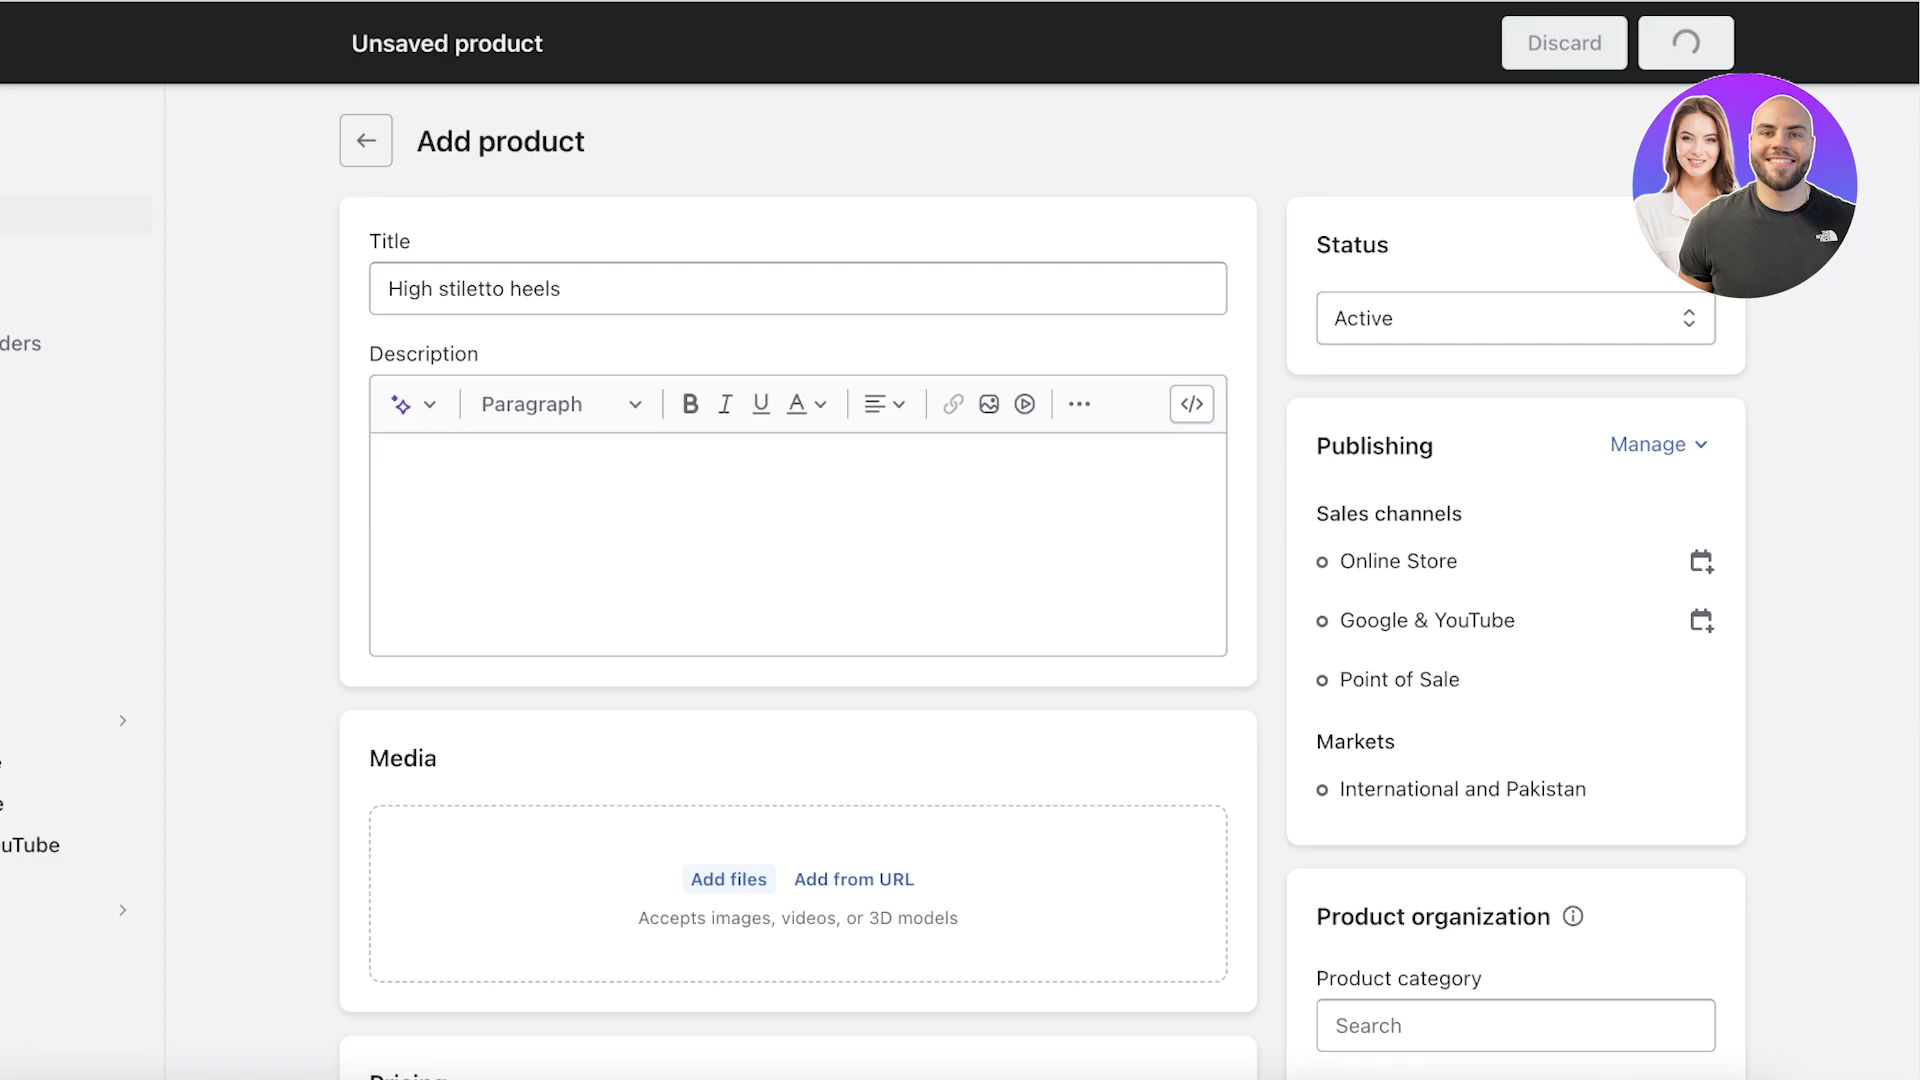 Unsaved product
Discard
Add product
Title
High stiletto heels
Description
Paragraph
B I U A
Media
Add files Add from URL
Accepts images, videos, or 3D models
Status
Active
Publishing
Manage
Sales channels
Online Store
Google & YouTube
Point of Sale
Markets
International and Pakistan
Product organization
Product category
Search
ders
e
e
uTube